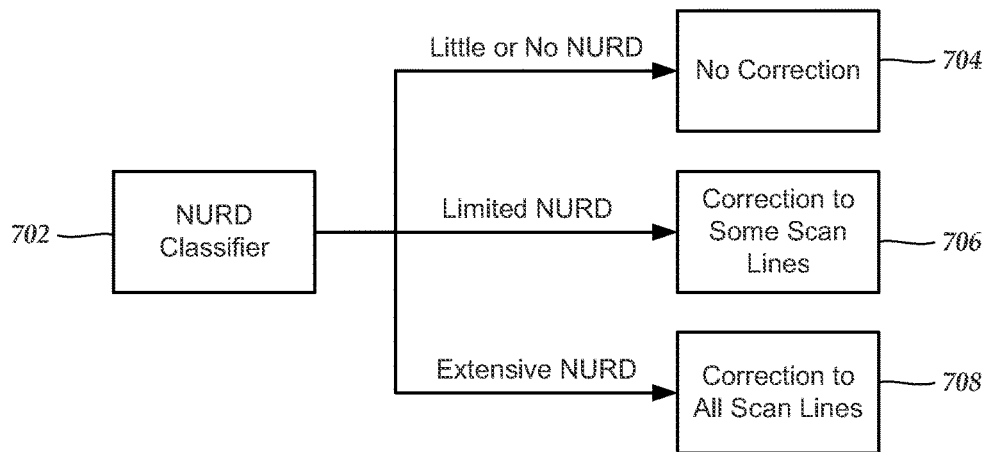 Little or No NURD
No Correction
704
702
NURD
Classifier
Limited NURD
Correction to
Some Scan
Lines
706
Extensive NURD
Correction to
All Scan Lines
708